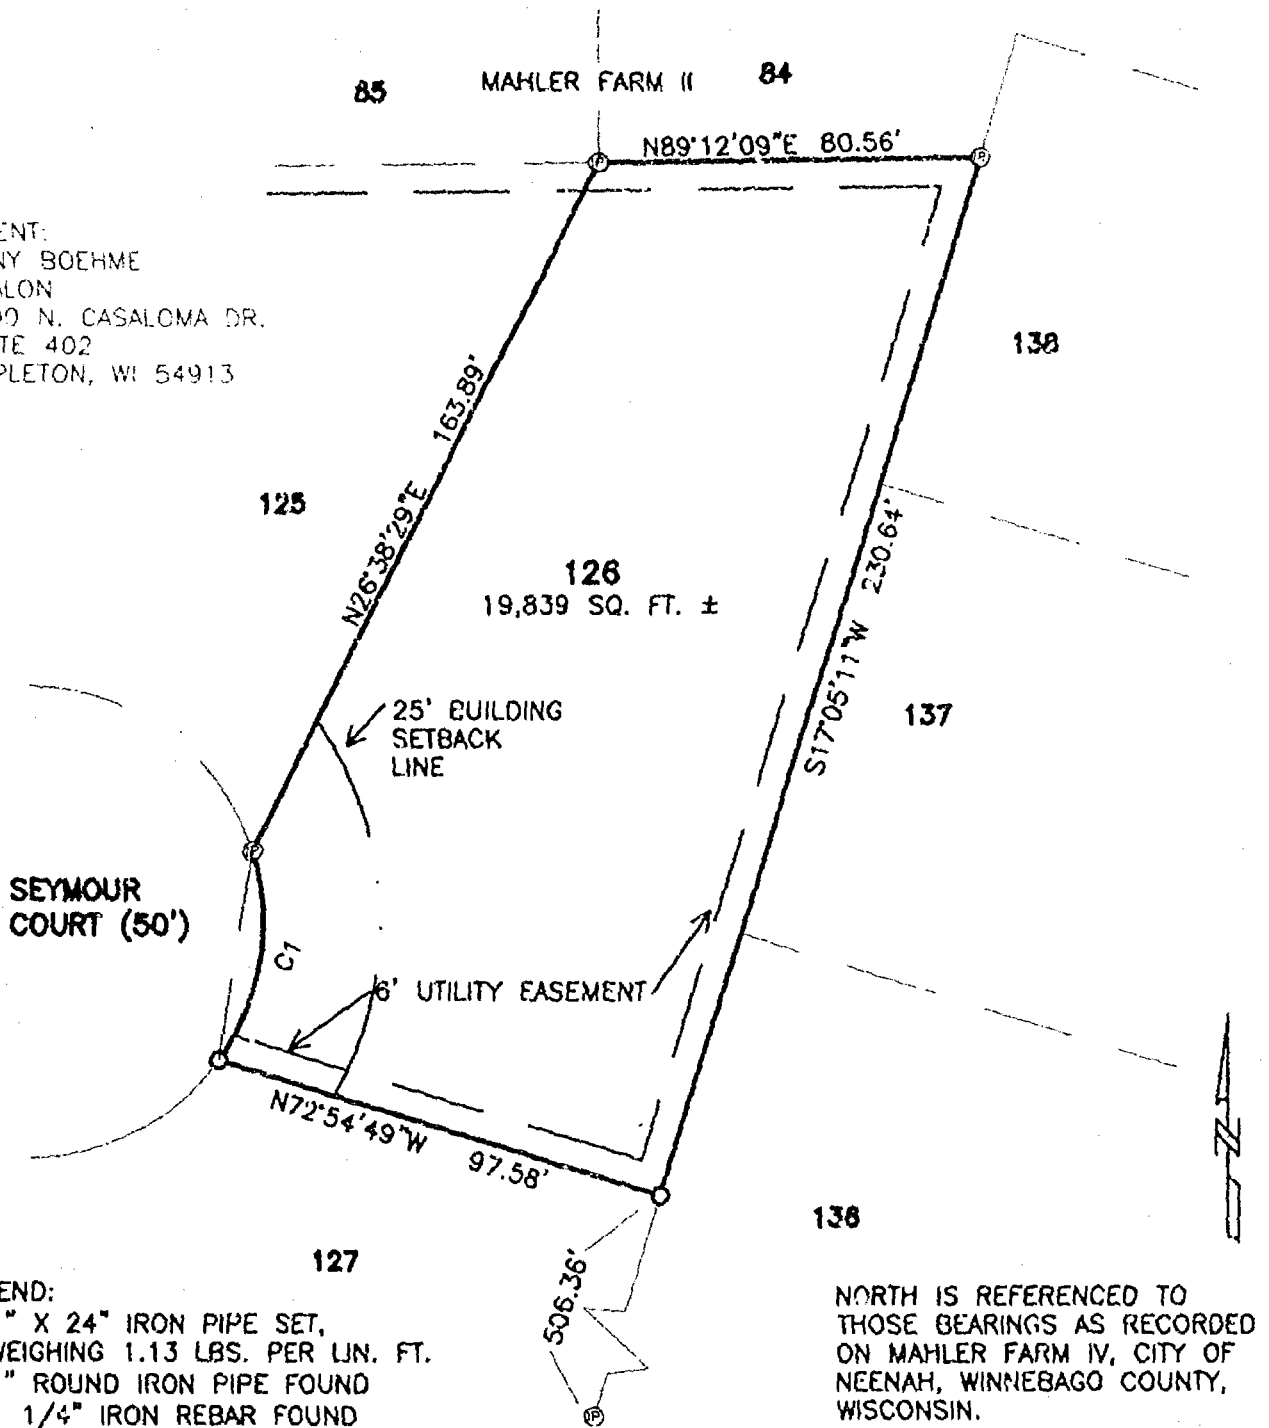 85
MAHLER FARM II
84
N89°12'09"E 80.56'
ENT:
NY BOEHME
ALON
00 N. CASALOMA DR.
TE 402
PLETON, WI 54913
138
163.89'
N26°38'29"E
125
126
19,839 SQ. FT. ±
S17°05'11"W 230.64'
25' BUILDING
SETBACK
LINE
137
SEYMOUR
COURT (50')
C1
6' UTILITY EASEMENT
N72°54'49"W 97.58'
N
136
127
506.36'
END:
" X 24" IRON PIPE SET,
WEIGHING 1.13 LBS. PER LIN. FT.
" ROUND IRON PIPE FOUND
1/4" IRON REBAR FOUND
NORTH IS REFERENCED TO
THOSE BEARINGS AS RECORDED
ON MAHLER FARM IV, CITY OF
NEENAH, WINNEBAGO COUNTY,
WISCONSIN.